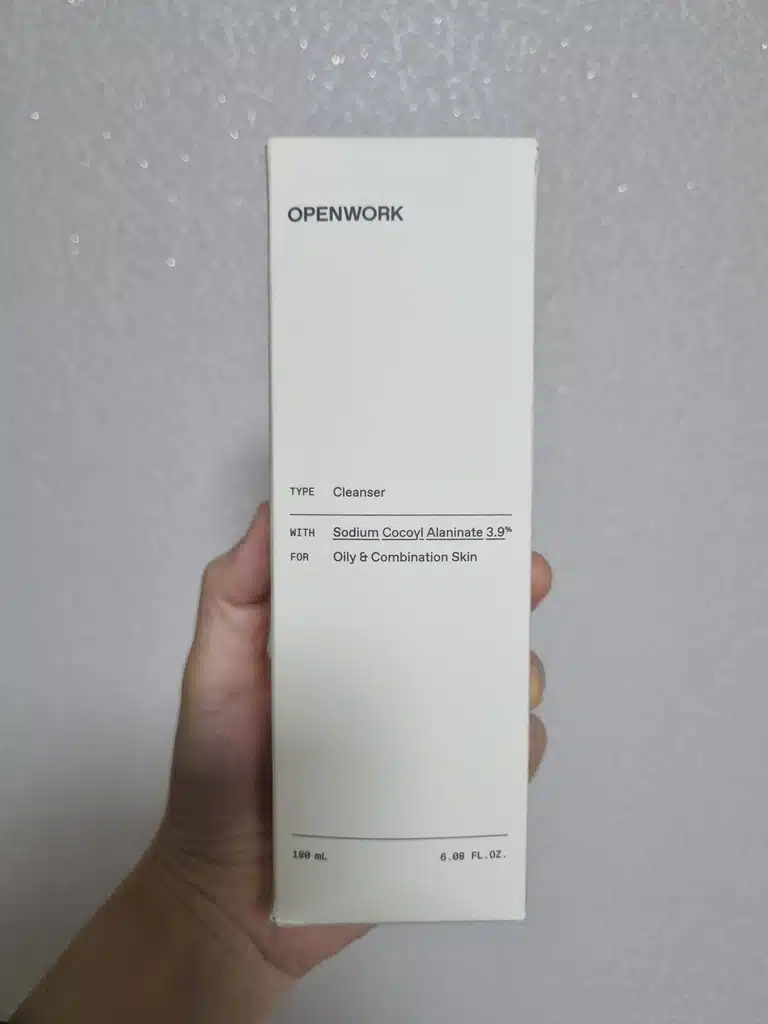 OPENWORK
TYPE Cleanser
WITH Sodium Cocoyl Alaninate 3.9%
FOR Oily & Combination Skin
180 mL 6.08 FL.OZ.